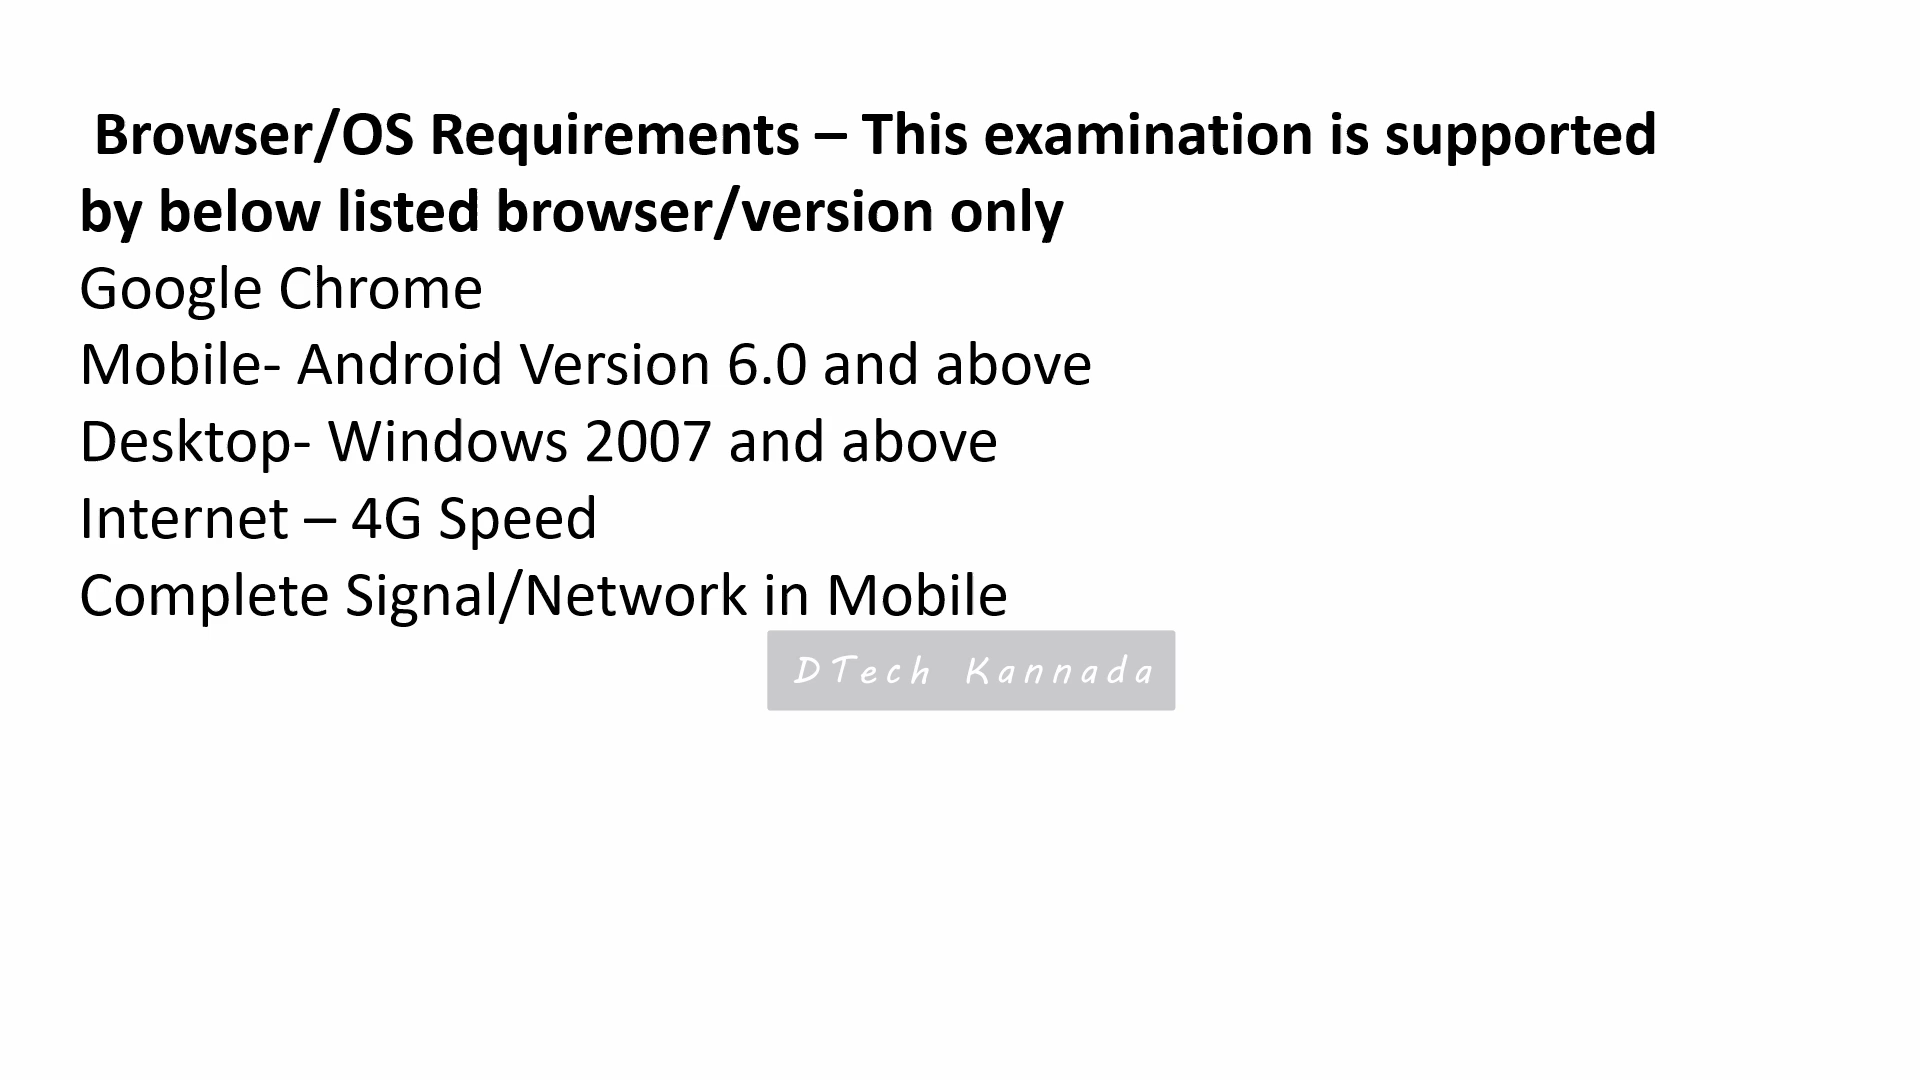 Browser/OS Requirements – This examination is supported
by below listed browser/version only
Google Chrome
Mobile- Android Version 6.0 and above
Desktop- Windows 2007 and above
Internet – 4G Speed
Complete Signal/Network in Mobile
DTech Kannada